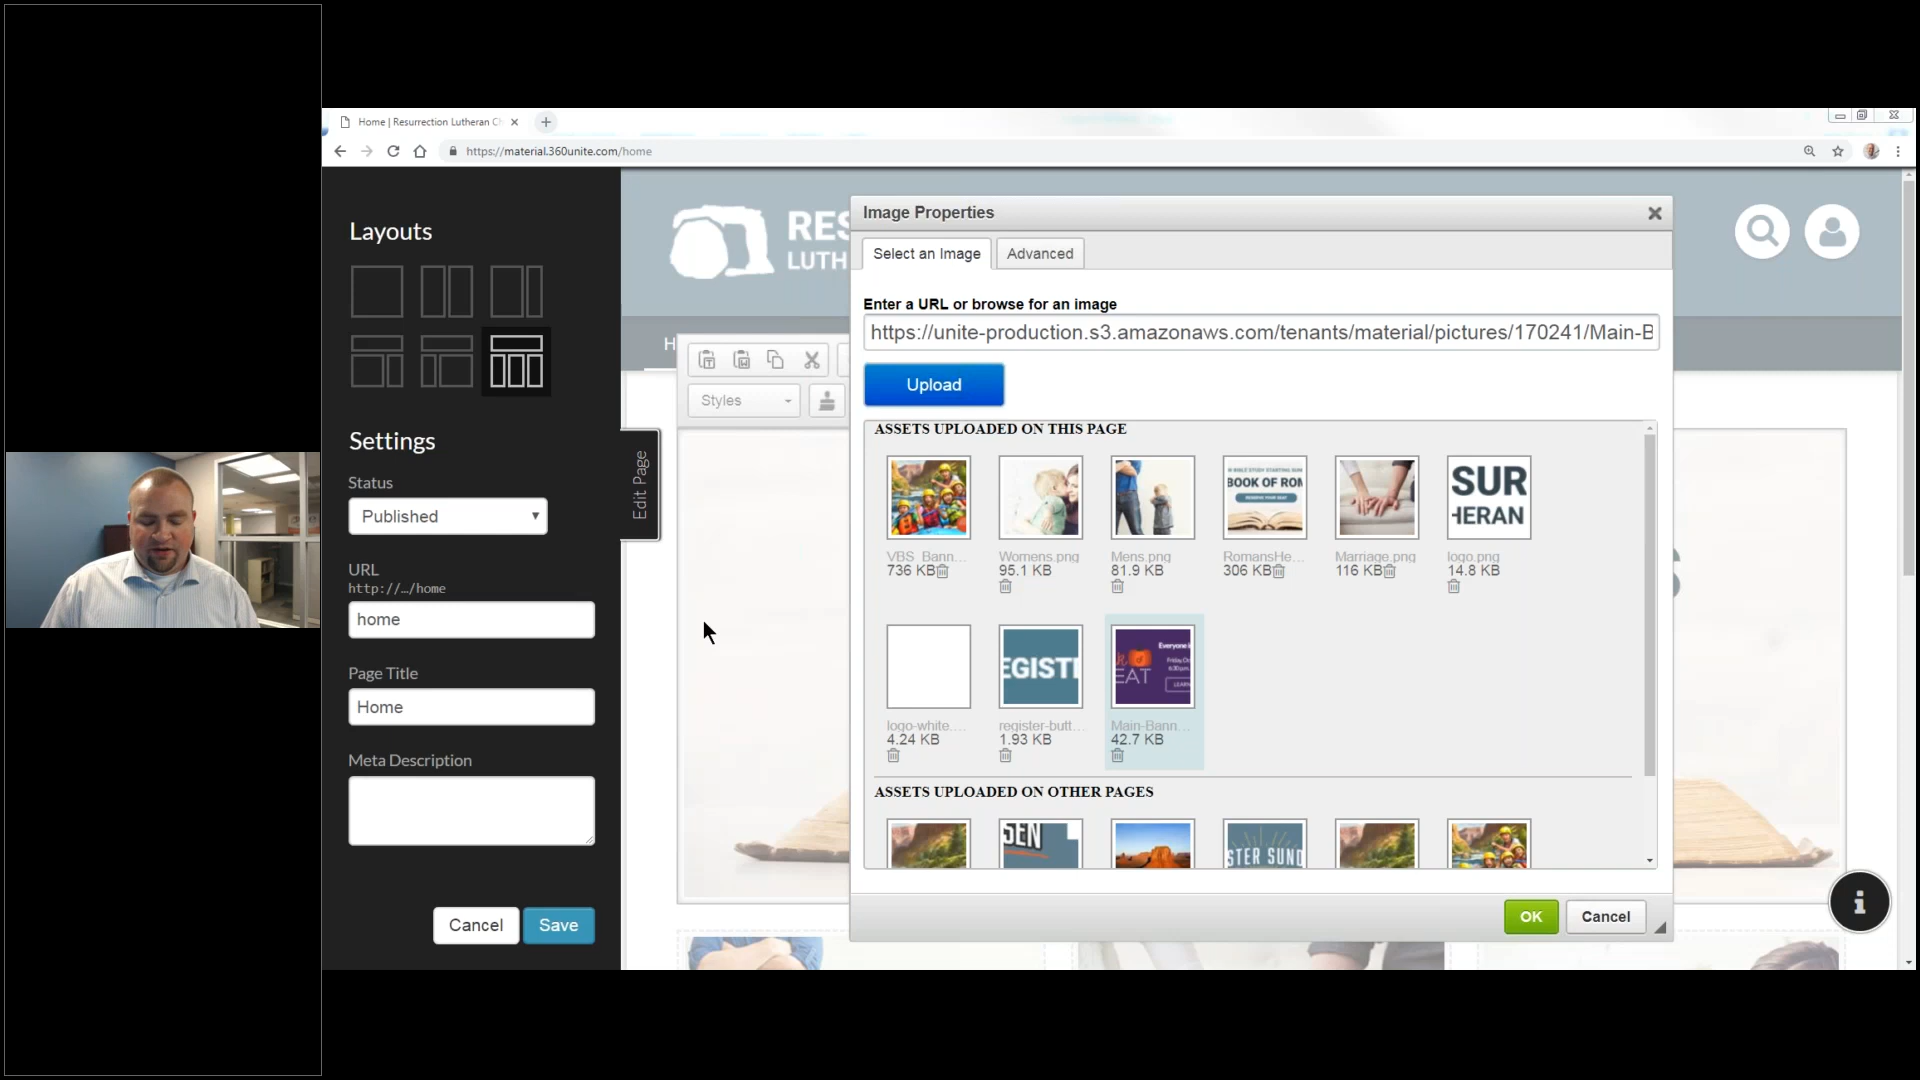 Home | Resurrection Lutheran C
https://material.360unite.com/home
Layouts
Settings
Status
Published
URL
http://…/home
home
Page Title
Home
Meta Description
Cancel
Save
Edit Page
RES
LUTH
H
Styles
Image Properties
Select an Image
Advanced
Enter a URL or browse for an image
https://unite-production.s3.amazonaws.com/tenants/material/pictures/170241/Main-B
Upload
ASSETS UPLOADED ON THIS PAGE
BOOK OF ROM
SUR
HERAN
VBS_Bann...
736 KB
Womens.png
95.1 KB
Mens.png
81.9 KB
RomansHe...
306 KB
Marriage.png
116 KB
logo.png
14.8 KB
EGISTE
Everyone i
EAT
logo-white....
4.24 KB
register-butt...
1.93 KB
Main-Bann...
42.7 KB
ASSETS UPLOADED ON OTHER PAGES
SEN
STER SUND
OK
Cancel